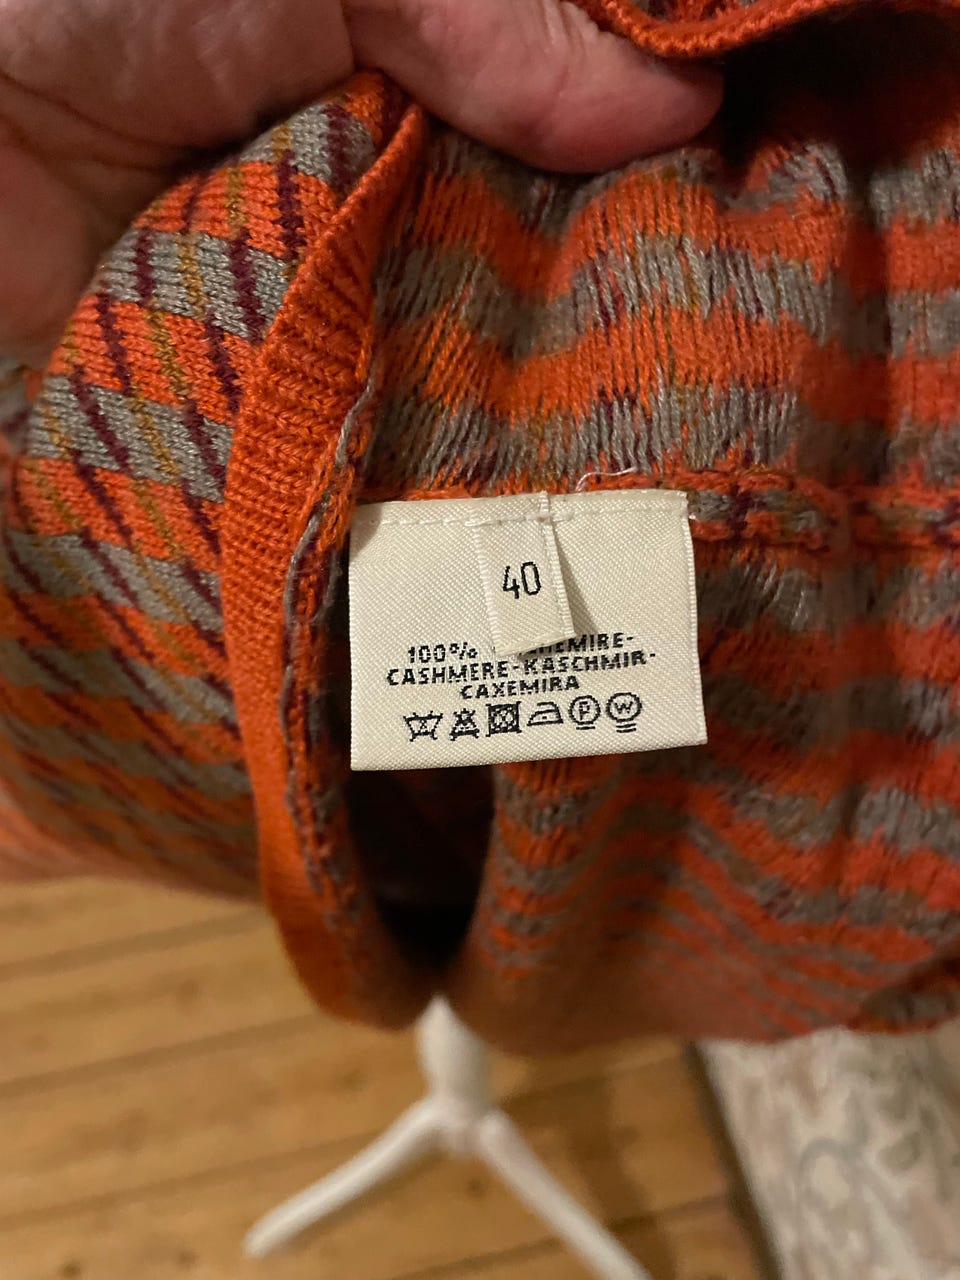 40
100%
CASHMERE-KASCHMIR-
CAXEMIRA
F W